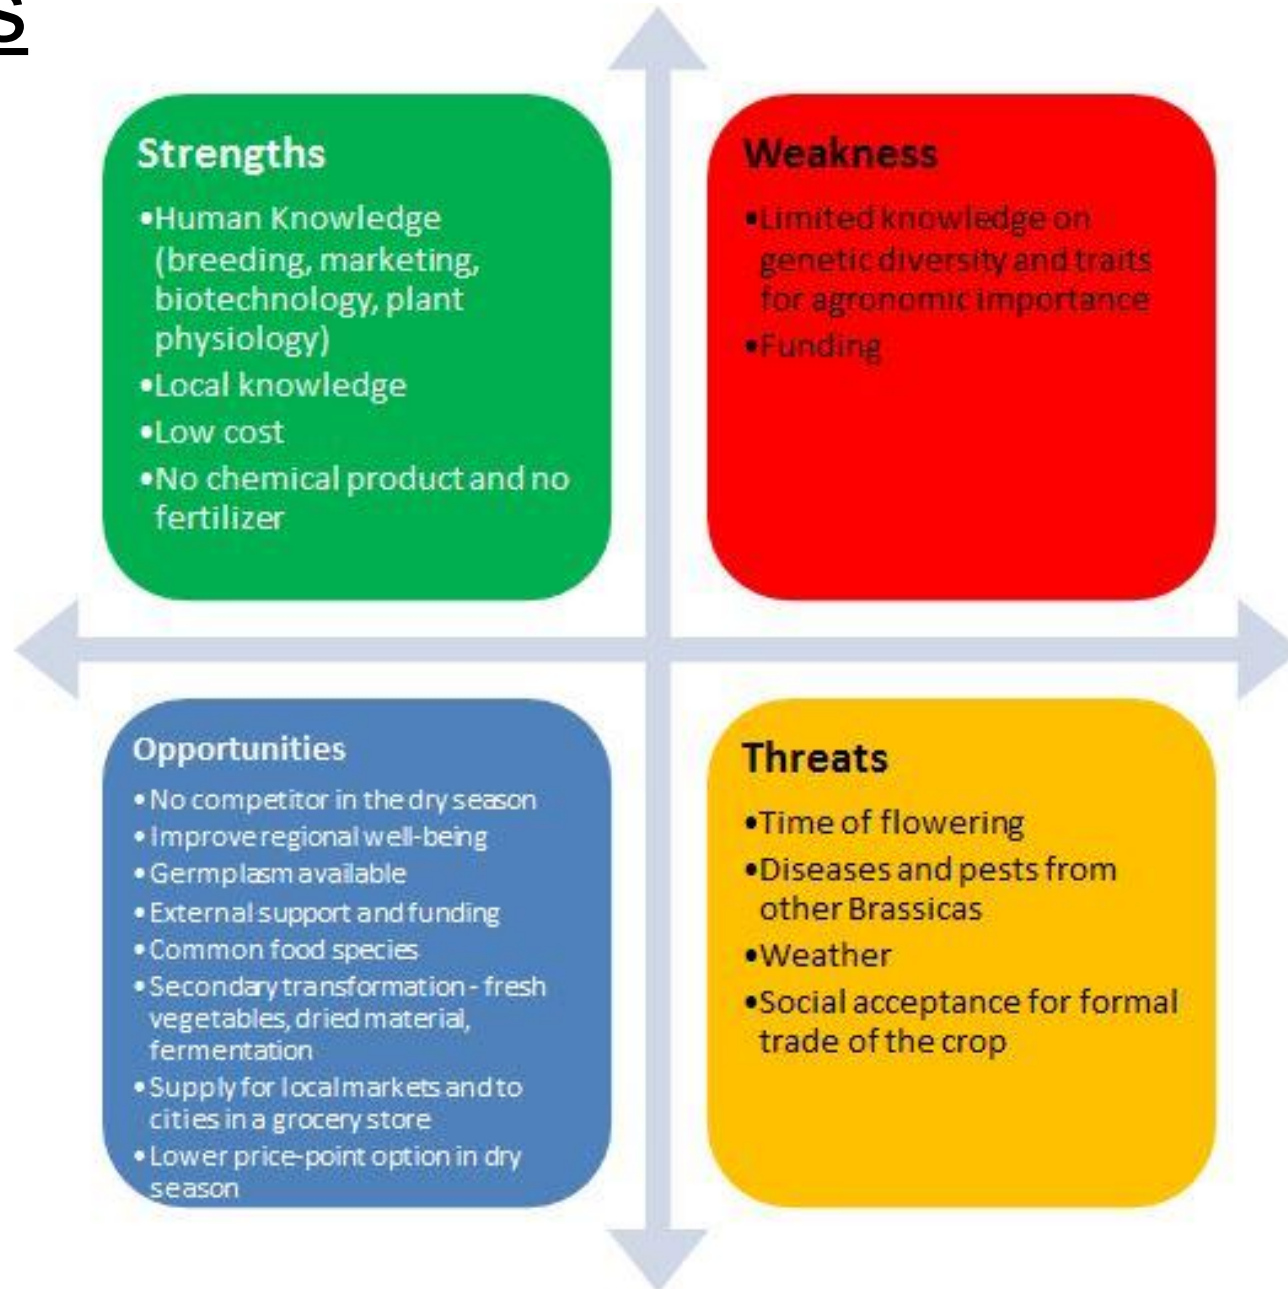 s
Strengths
•Human Knowledge
(breeding, marketing,
biotechnology, plant
physiology)
•Local knowledge
•Low cost
•No chemical product and no
fertilizer
Weakness
•Limited knowledge on
genetic diversity and traits
for agronomic importance
•Funding
Opportunities
•No competitor in the dry season
•Improve regional well-being
•Germplasm available
•External support and funding
•Common food species
•Secondary transformation - fresh
vegetables, dried material,
fermentation
•Supply for local markets and to
cities in a grocery store
•Lower price-point option in dry
season
Threats
•Time of flowering
•Diseases and pests from
other Brassicas
•Weather
•Social acceptance for formal
trade of the crop